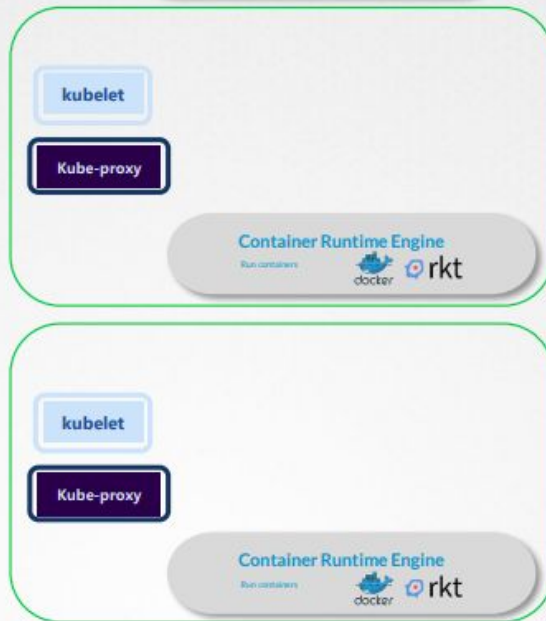 kubelet
Kube-proxy
Container Runtime Engine
Run containers
docker
rkt
kubelet
Kube-proxy
Container Runtime Engine
Run containers
docker
rkt